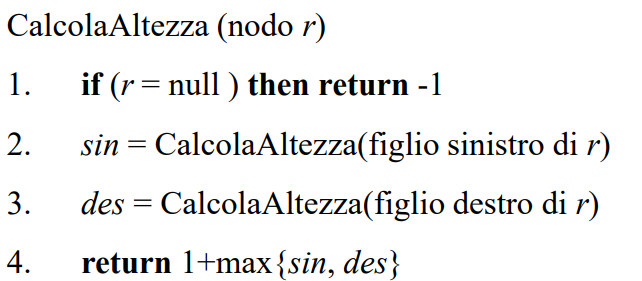 CalcolaAltezza (nodo r)
1. if (r = null ) then return -1
2. sin = CalcolaAltezza(figlio sinistro di r)
3. des = CalcolaAltezza(figlio destro di r)
4. return 1+max{sin, des}